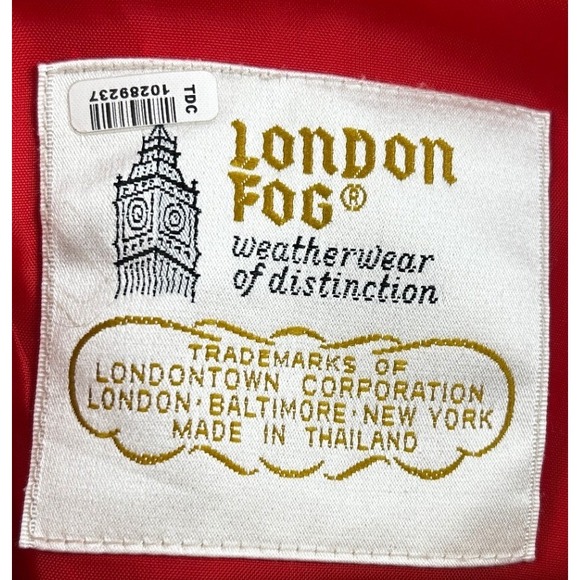 TDC
10289237
LONDON
FOG®
weatherwear
of distinction
TRADEMARKS OF
LONDONTOWN CORPORATION
LONDON · BALTIMORE · NEW YORK
MADE IN THAILAND